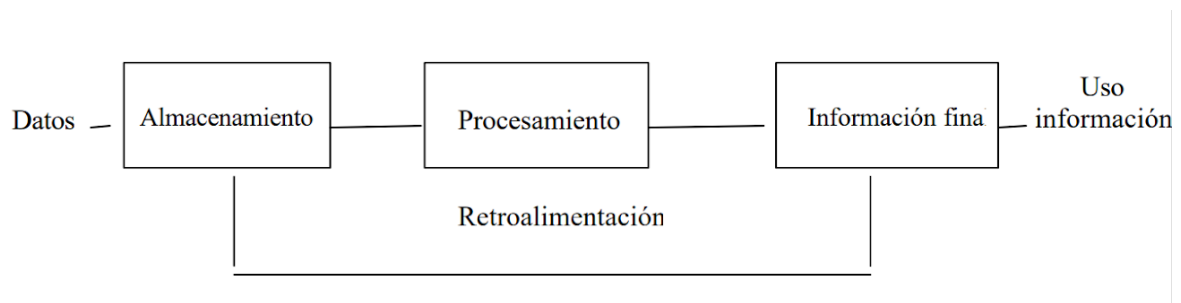 Datos
Almacenamiento
Procesamiento
Información fina
Uso
información
Retroalimentación